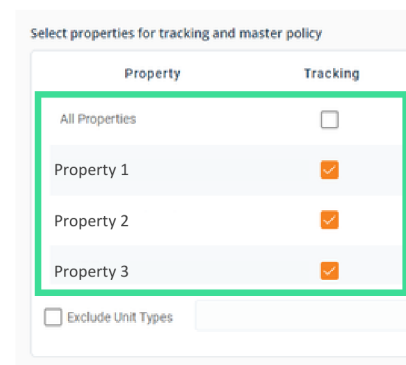 Select properties for tracking and master policy
Property Tracking
All Properties
Property 1
Property 2
Property 3
Exclude Unit Types